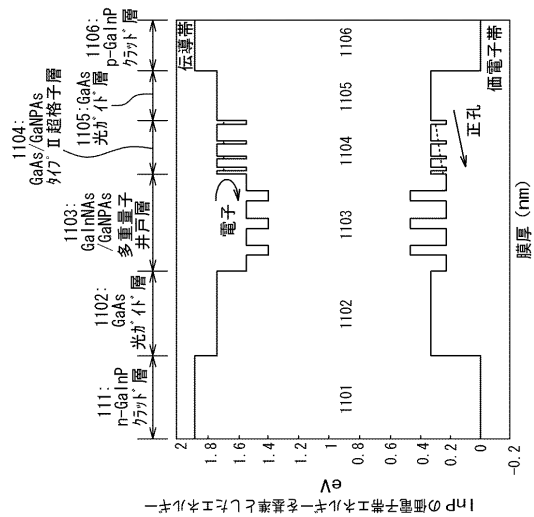 111:
n-GaInP
クラッド層
1102:
GaAs
光ガイド層
1103:
GaInNAs
/GaNPAs
多重量子
井戸層
1104:
GaAs/GaNPAs
タイプⅡ超格子層
1105:GaAs
光ガイド層
1106:
p-GaInP
クラッド層
伝導帯
電子
1101
1102
1103
1104
1105
1106
正孔
価電子帯
2
1.8
1.6
1.4
1.2
1
0.8
0.6
0.4
0.2
0
-0.2
eV
InPの価電子帯エネルギーを基準としたエネルギー
膜厚 (nm)